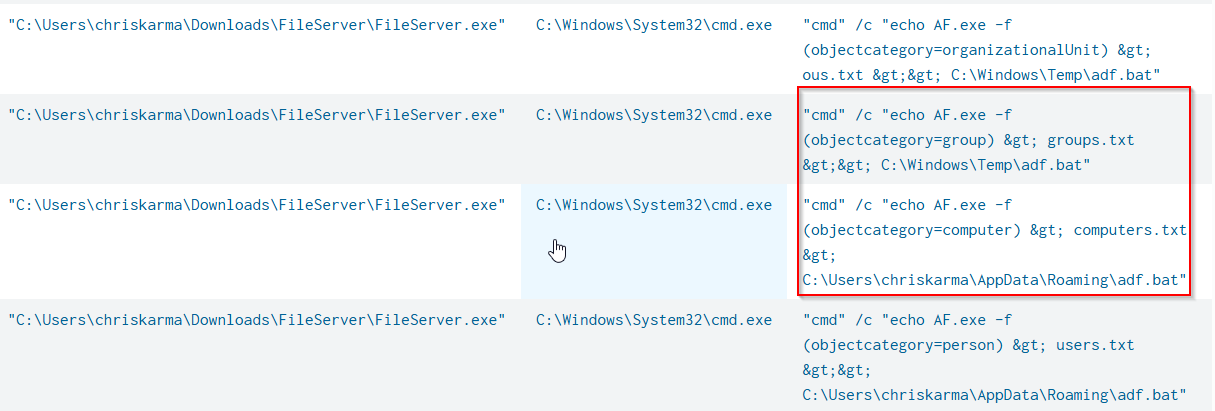 "C:\Users\chriskarma\Downloads\FileServer\FileServer.exe" C:\Windows\System32\cmd.exe "cmd" /c "echo AF.exe -f
(objectcategory=organizationalUnit) &gt;
ous.txt &gt;&gt; C:\Windows\Temp\adf.bat"
"C:\Users\chriskarma\Downloads\FileServer\FileServer.exe" C:\Windows\System32\cmd.exe "cmd" /c "echo AF.exe -f
(objectcategory=group) &gt; groups.txt
&gt;&gt; C:\Windows\Temp\adf.bat"
"C:\Users\chriskarma\Downloads\FileServer\FileServer.exe" C:\Windows\System32\cmd.exe "cmd" /c "echo AF.exe -f
(objectcategory=computer) &gt; computers.txt
&gt;
C:\Users\chriskarma\AppData\Roaming\adf.bat"
"C:\Users\chriskarma\Downloads\FileServer\FileServer.exe" C:\Windows\System32\cmd.exe "cmd" /c "echo AF.exe -f
(objectcategory=person) &gt; users.txt
&gt;&gt;
C:\Users\chriskarma\AppData\Roaming\adf.bat"